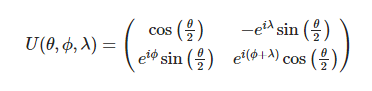 U(θ, ϕ, λ) = ( cos (θ/2) −e^{iλ} sin (θ/2)
e^{iϕ} sin (θ/2) e^{i(ϕ+λ)} cos (θ/2) )